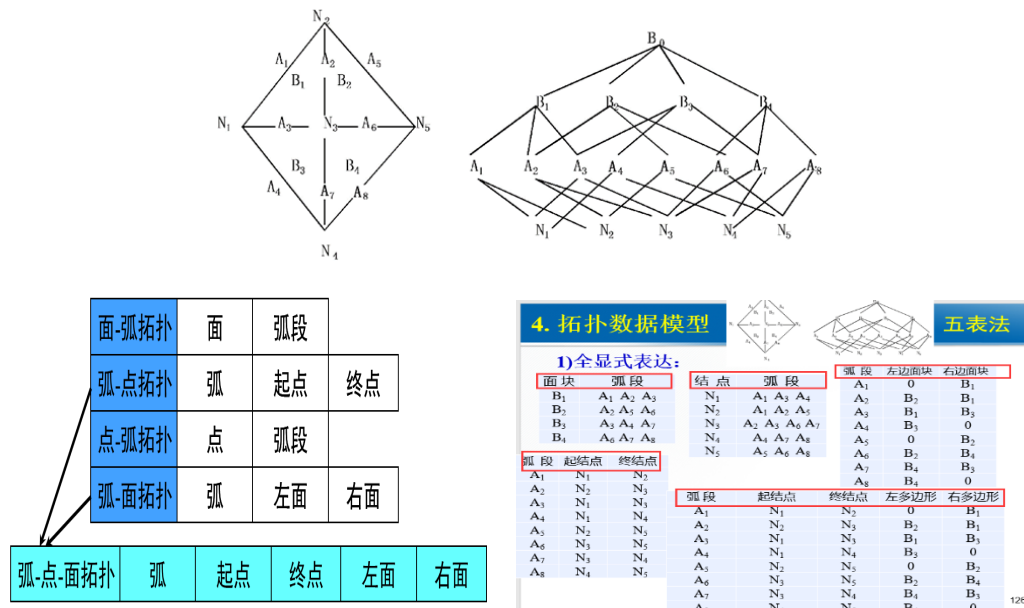 N₂
A₁ A₂ A₅
B₁ B₂
N₁ A₃ N₃ A₆ N₅
B₃ B₄
A₄ A₇ A₈
N₄
B₀
B₁ B₂ B₃ B₄
A₁ A₂ A₃ A₄ A₅ A₆ A₇ A₈
N₁ N₂ N₃ N₄ N₅
面-弧拓扑 面 弧段
弧-点拓扑 弧 起点 终点
点-弧拓扑 点 弧段
弧-面拓扑 弧 左面 右面
弧-点-面拓扑 弧 起点 终点 左面 右面
4. 拓扑数据模型
五表法
1)全显式表达:
面块 弧段
B₁ A₁ A₂ A₃
B₂ A₂ A₅ A₆
B₃ A₃ A₄ A₇
B₄ A₆ A₇ A₈
结点 弧段
N₁ A₁ A₃ A₄
N₂ A₁ A₂ A₅
N₃ A₂ A₃ A₆ A₇
N₄ A₄ A₇ A₈
N₅ A₅ A₆ A₈
弧段 左边面块 右边面块
A₁ 0 B₁
A₂ B₂ B₁
A₃ B₁ B₃
A₄ B₃ 0
A₅ 0 B₂
A₆ B₂ B₄
A₇ B₄ B₃
A₈ B₄ 0
弧段 起结点 终结点
A₁ N₁ N₂
A₂ N₂ N₃
A₃ N₁ N₃
A₄ N₁ N₄
A₅ N₂ N₅
A₆ N₃ N₅
A₇ N₃ N₄
A₈ N₄ N₅
弧段 起结点 终结点 左多边形 右多边形
A₁ N₁ N₂ 0 B₁
A₂ N₂ N₃ B₂ B₁
A₃ N₁ N₃ B₁ B₃
A₄ N₁ N₄ B₃ 0
A₅ N₂ N₅ 0 B₂
A₆ N₃ N₅ B₂ B₄
A₇ N₃ N₄ B₄ B₃
126